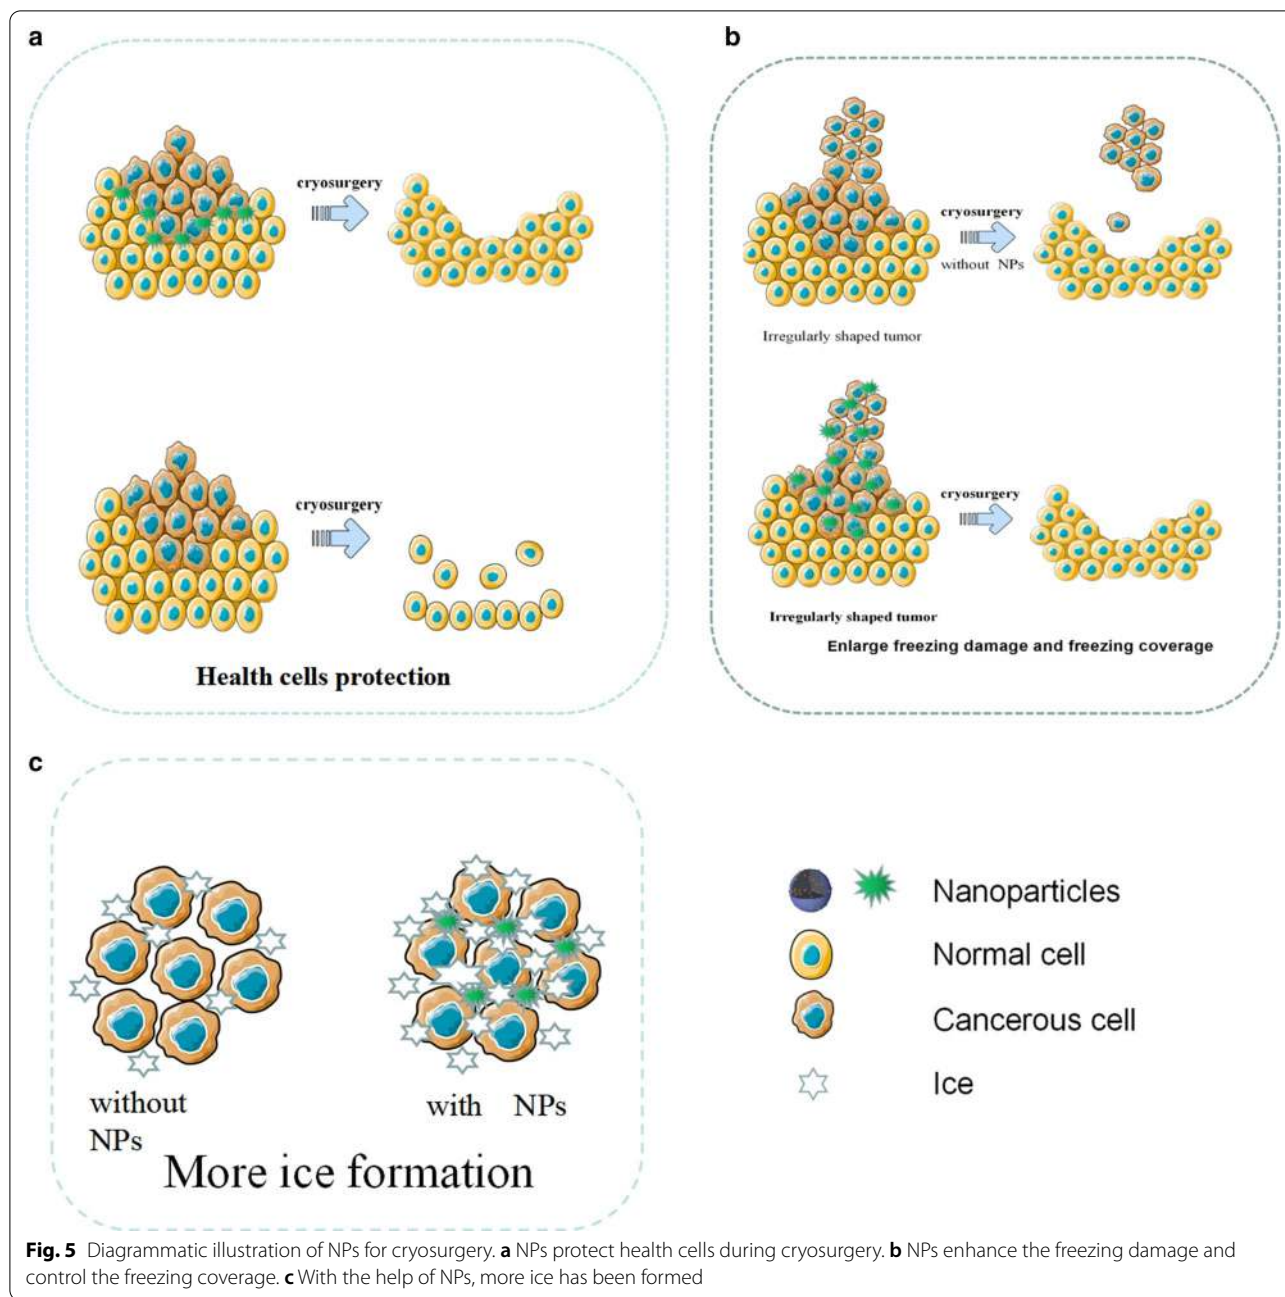 a
cryosurgery
cryosurgery
Health cells protection
b
cryosurgery
without NPs
Irregularly shaped tumor
cryosurgery
Irregularly shaped tumor
Enlarge freezing damage and freezing coverage
c
without
NPs
with NPs
More ice formation
Nanoparticles
Normal cell
Cancerous cell
Ice
Fig. 5 Diagrammatic illustration of NPs for cryosurgery. a NPs protect health cells during cryosurgery. b NPs enhance the freezing damage and
control the freezing coverage. c With the help of NPs, more ice has been formed